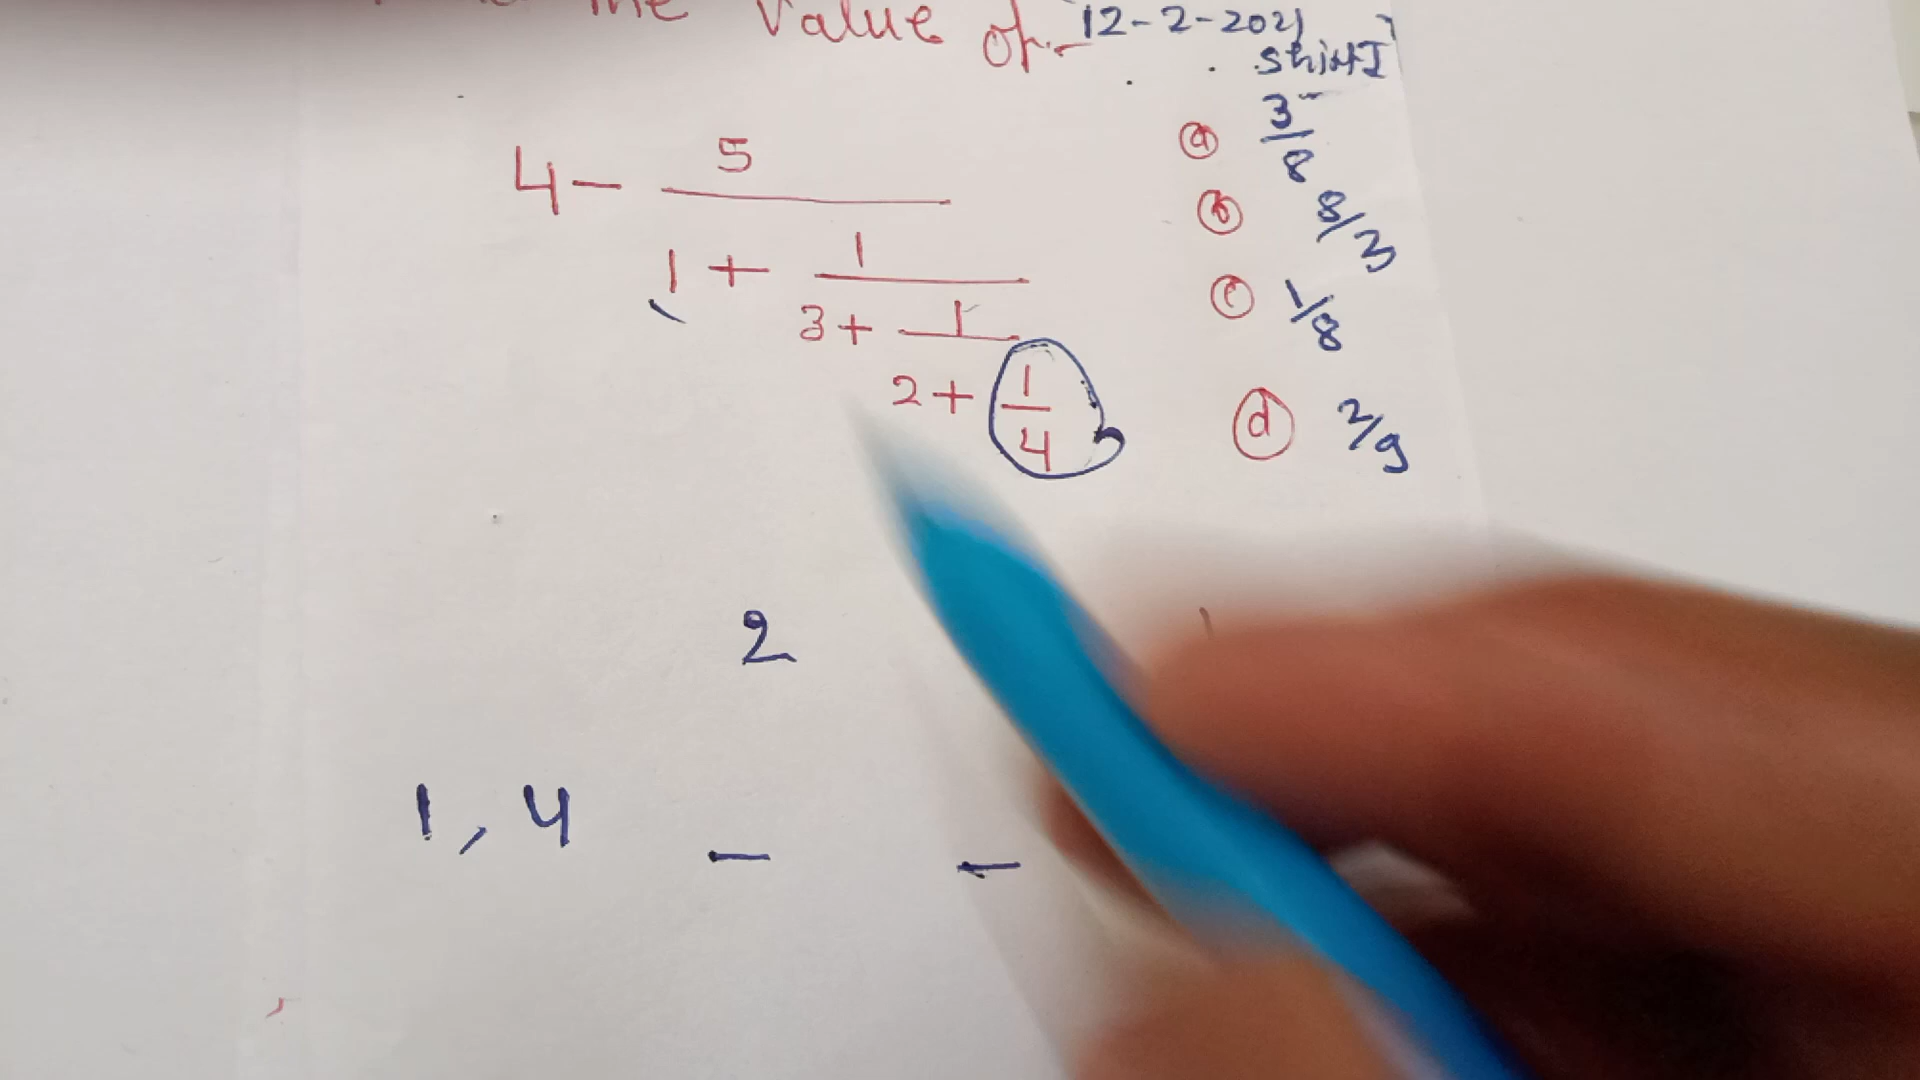 the Value of:- 12-2-2021
Shift I
4 - 5
1 + 1
3 + 1
2 + 1
4
(a) 3/8
(b) 8/3
(c) 1/8
(d) 2/9
2
1, 4 _ _